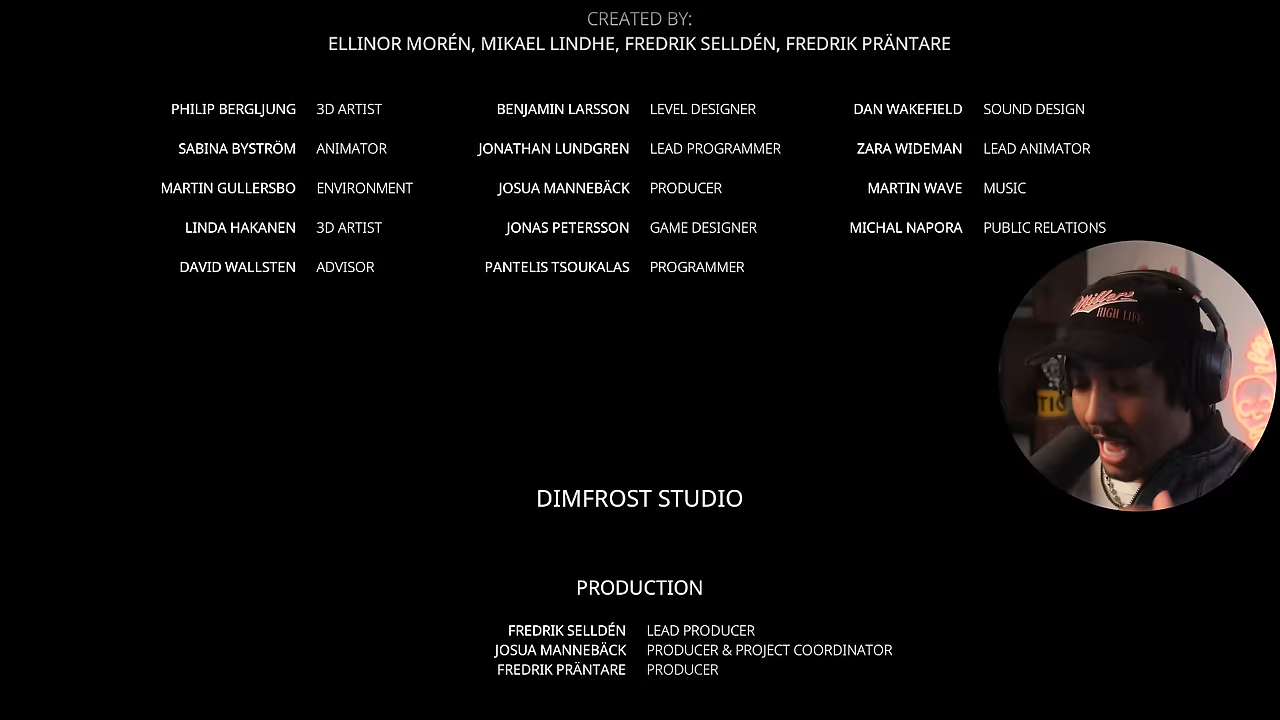 CREATED BY:
ELLINOR MORÉN, MIKAEL LINDHE, FREDRIK SELLDÉN, FREDRIK PRÄNTARE
PHILIP BERGLJUNG 3D ARTIST
SABINA BYSTRÖM ANIMATOR
MARTIN GULLERSBO ENVIRONMENT
LINDA HAKANEN 3D ARTIST
DAVID WALLSTEN ADVISOR
BENJAMIN LARSSON LEVEL DESIGNER
JONATHAN LUNDGREN LEAD PROGRAMMER
JOSUA MANNEBÄCK PRODUCER
JONAS PETERSSON GAME DESIGNER
PANTELIS TSOUKALAS PROGRAMMER
DAN WAKEFIELD SOUND DESIGN
ZARA WIDEMAN LEAD ANIMATOR
MARTIN WAVE MUSIC
MICHAL NAPORA PUBLIC RELATIONS
Miller
HIGH LIFE
DIMFROST STUDIO
PRODUCTION
FREDRIK SELLDÉN LEAD PRODUCER
JOSUA MANNEBÄCK PRODUCER & PROJECT COORDINATOR
FREDRIK PRÄNTARE PRODUCER